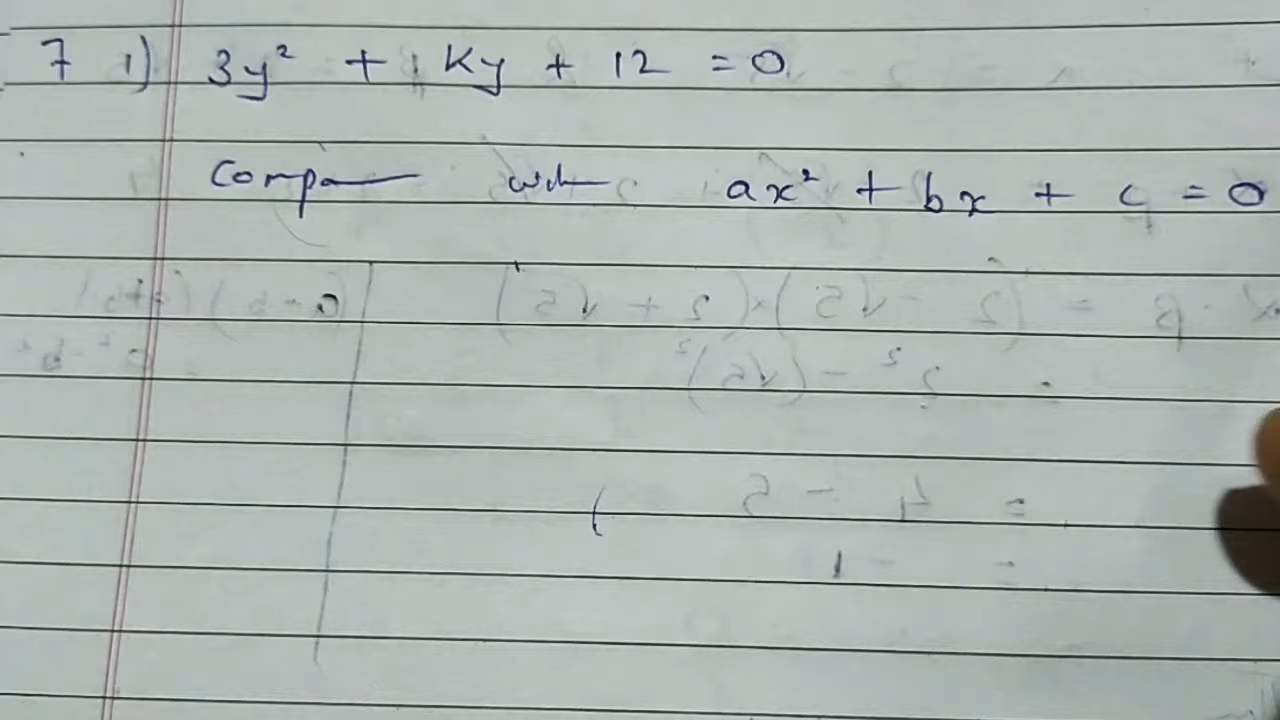 7 1) 3y² + Ky + 12 = 0
Compare with ax² + bx + c = 0